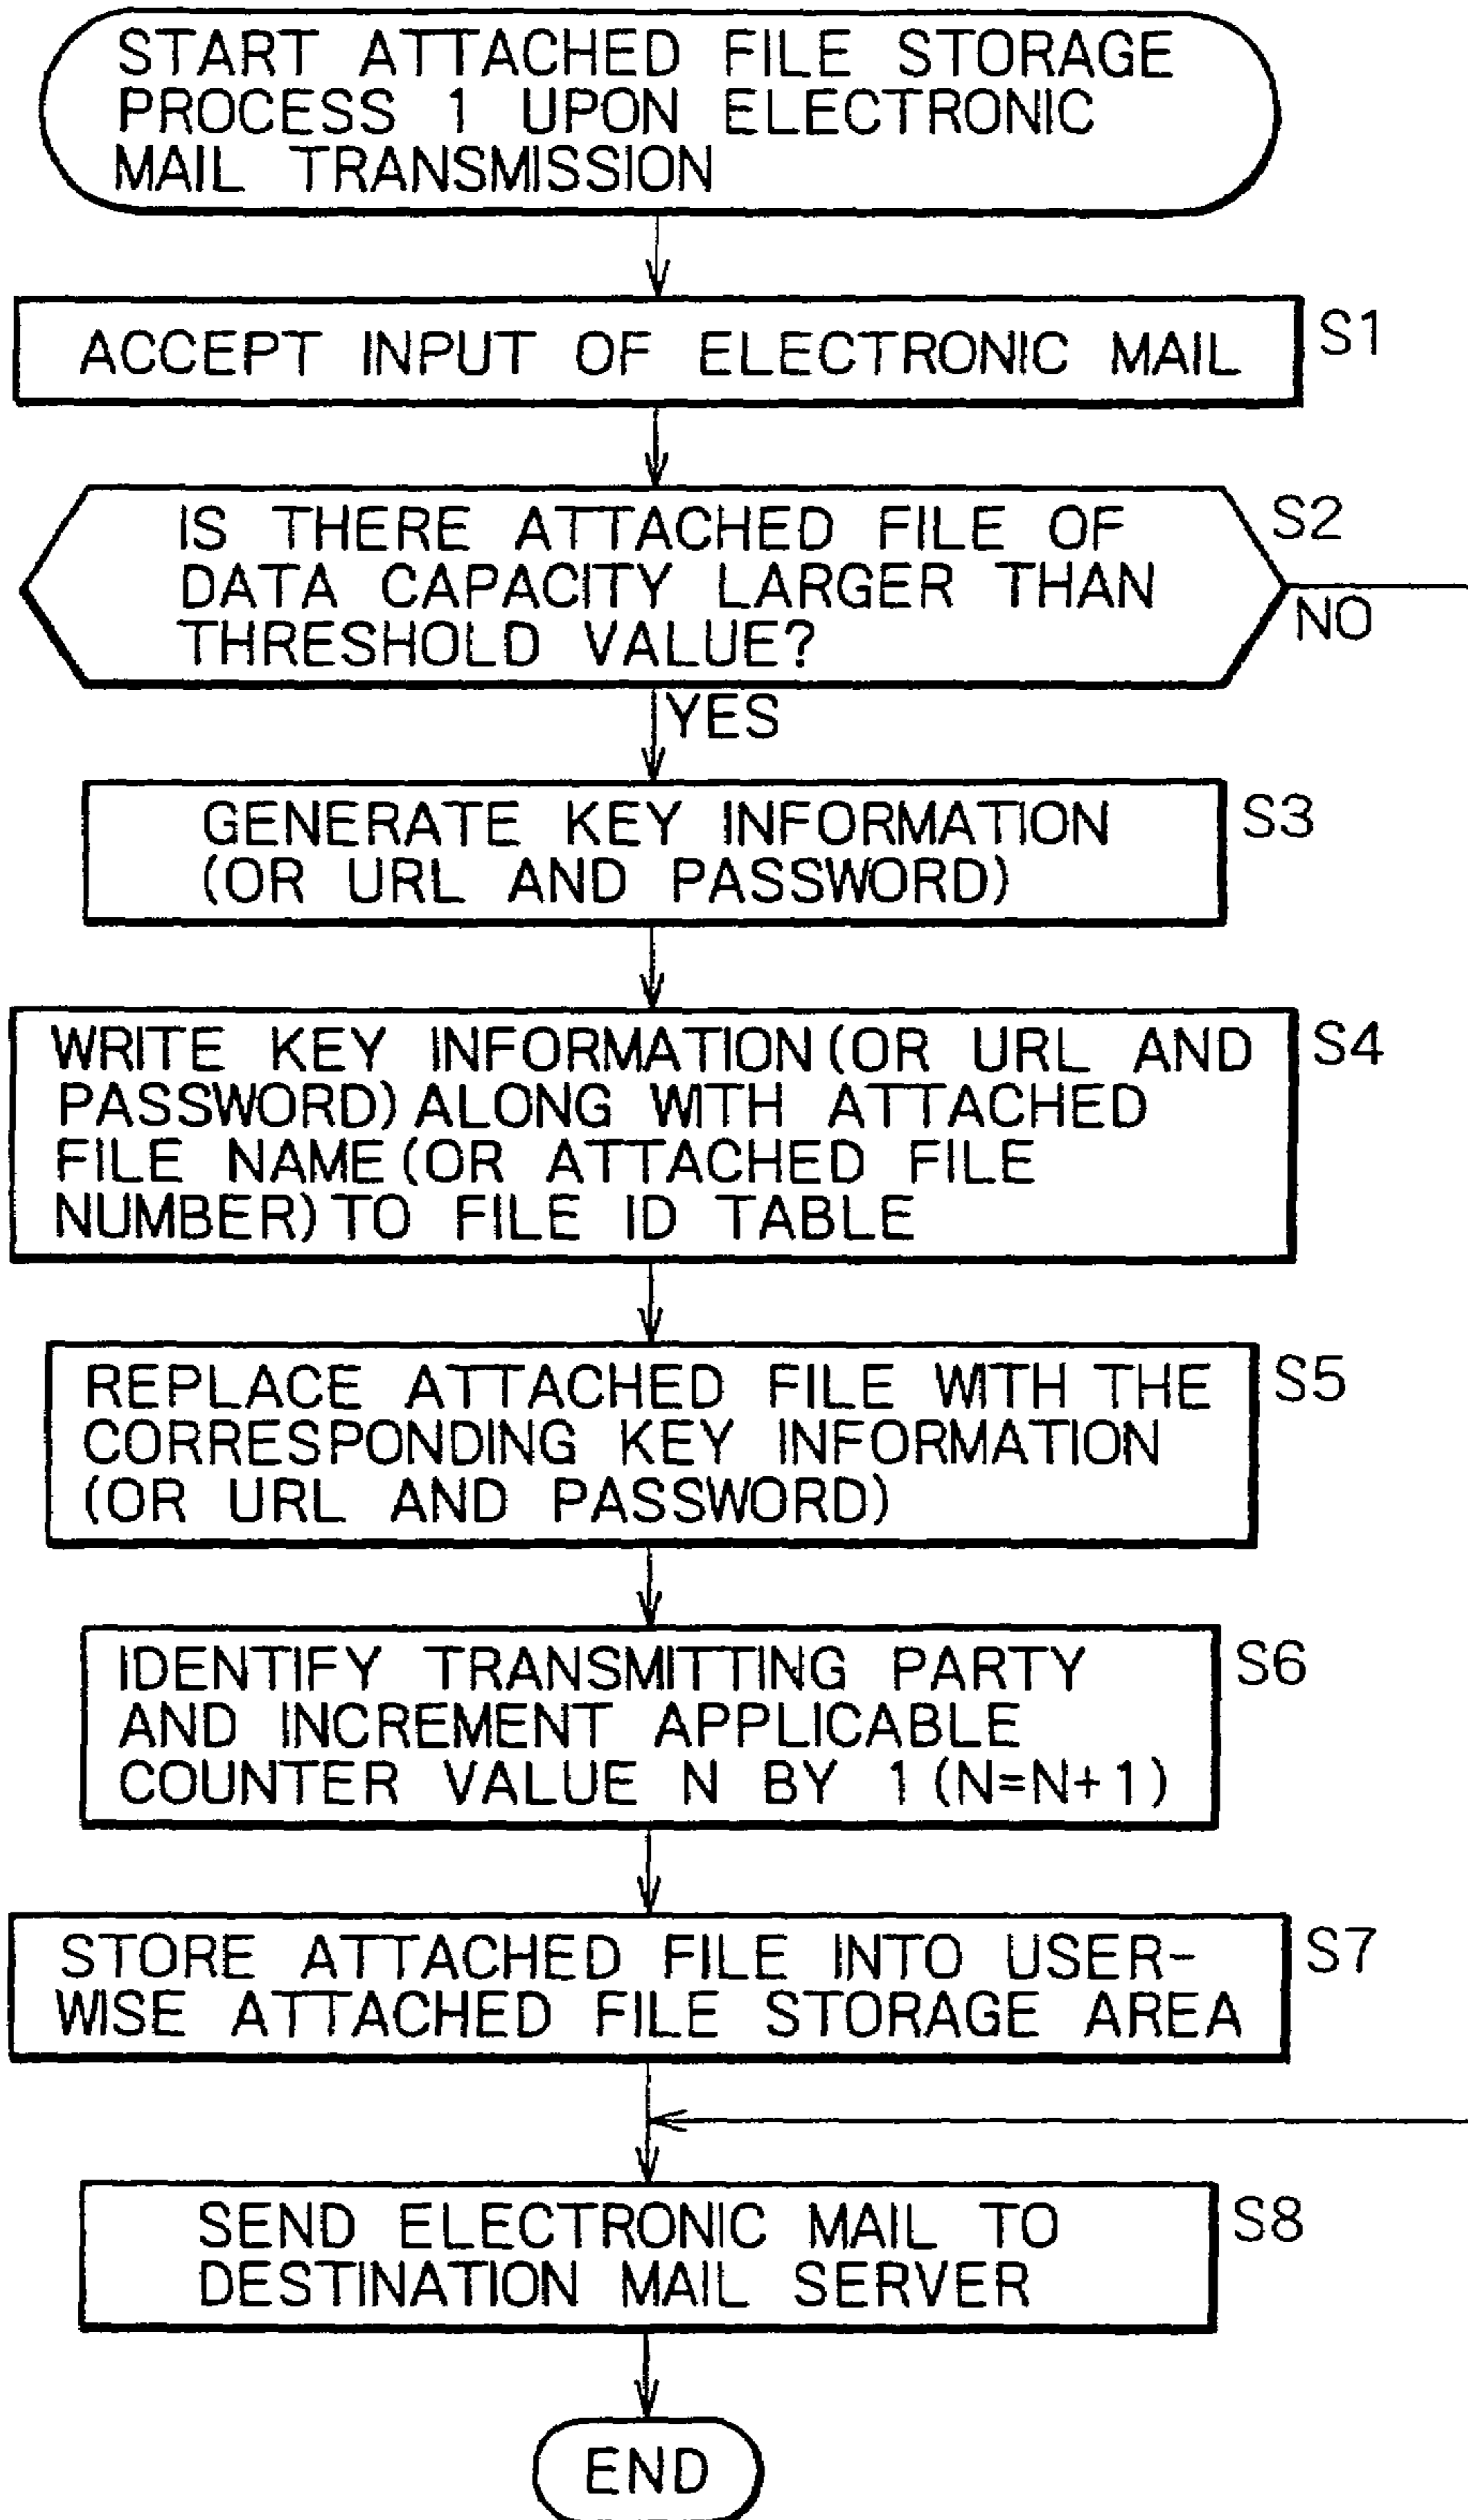 START ATTACHED FILE STORAGE
PROCESS 1 UPON ELECTRONIC
MAIL TRANSMISSION
ACCEPT INPUT OF ELECTRONIC MAIL
S1
IS THERE ATTACHED FILE OF
DATA CAPACITY LARGER THAN
THRESHOLD VALUE?
S2
NO
YES
GENERATE KEY INFORMATION
(OR URL AND PASSWORD)
S3
WRITE KEY INFORMATION(OR URL AND
PASSWORD)ALONG WITH ATTACHED
FILE NAME(OR ATTACHED FILE
NUMBER)TO FILE ID TABLE
S4
REPLACE ATTACHED FILE WITH THE
CORRESPONDING KEY INFORMATION
(OR URL AND PASSWORD)
S5
IDENTIFY TRANSMITTING PARTY
AND INCREMENT APPLICABLE
COUNTER VALUE N BY 1(N=N+1)
S6
STORE ATTACHED FILE INTO USER-
WISE ATTACHED FILE STORAGE AREA
S7
SEND ELECTRONIC MAIL TO
DESTINATION MAIL SERVER
S8
END